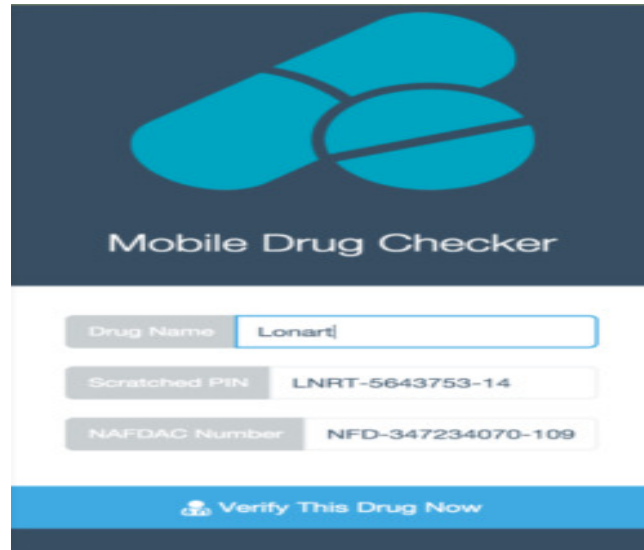 Mobile Drug Checker
Drug Name Lonart
Scratched PIN LNRT-5643753-14
NAFDAC Number NFD-347234070-109
Verify This Drug Now